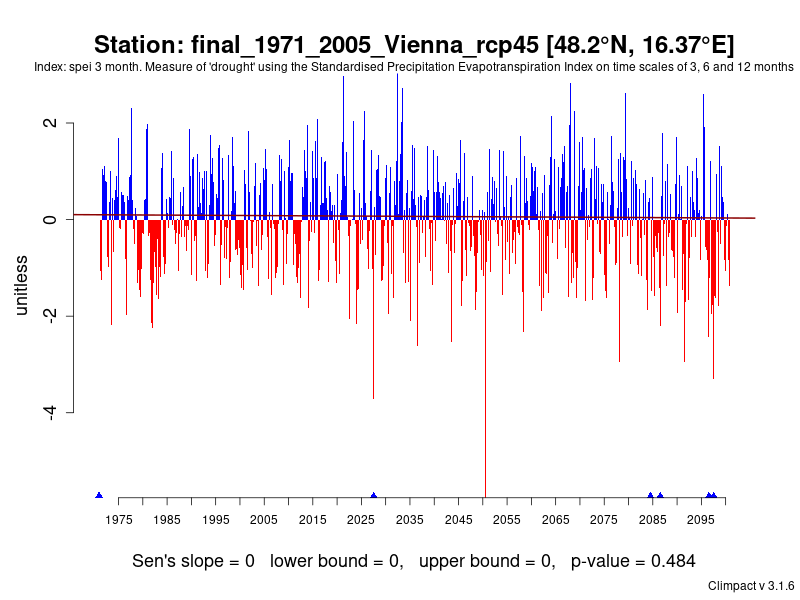 Station: final_1971_2005_Vienna_rcp45 [48.2°N, 16.37°E]
Index: spei 3 month. Measure of 'drought' using the Standardised Precipitation Evapotranspiration Index on time scales of 3, 6 and 12 months
unitless
2
0
-2
-4
1975 1985 1995 2005 2015 2025 2035 2045 2055 2065 2075 2085 2095
Sen's slope = 0 lower bound = 0, upper bound = 0, p-value = 0.484
Climpact v 3.1.6